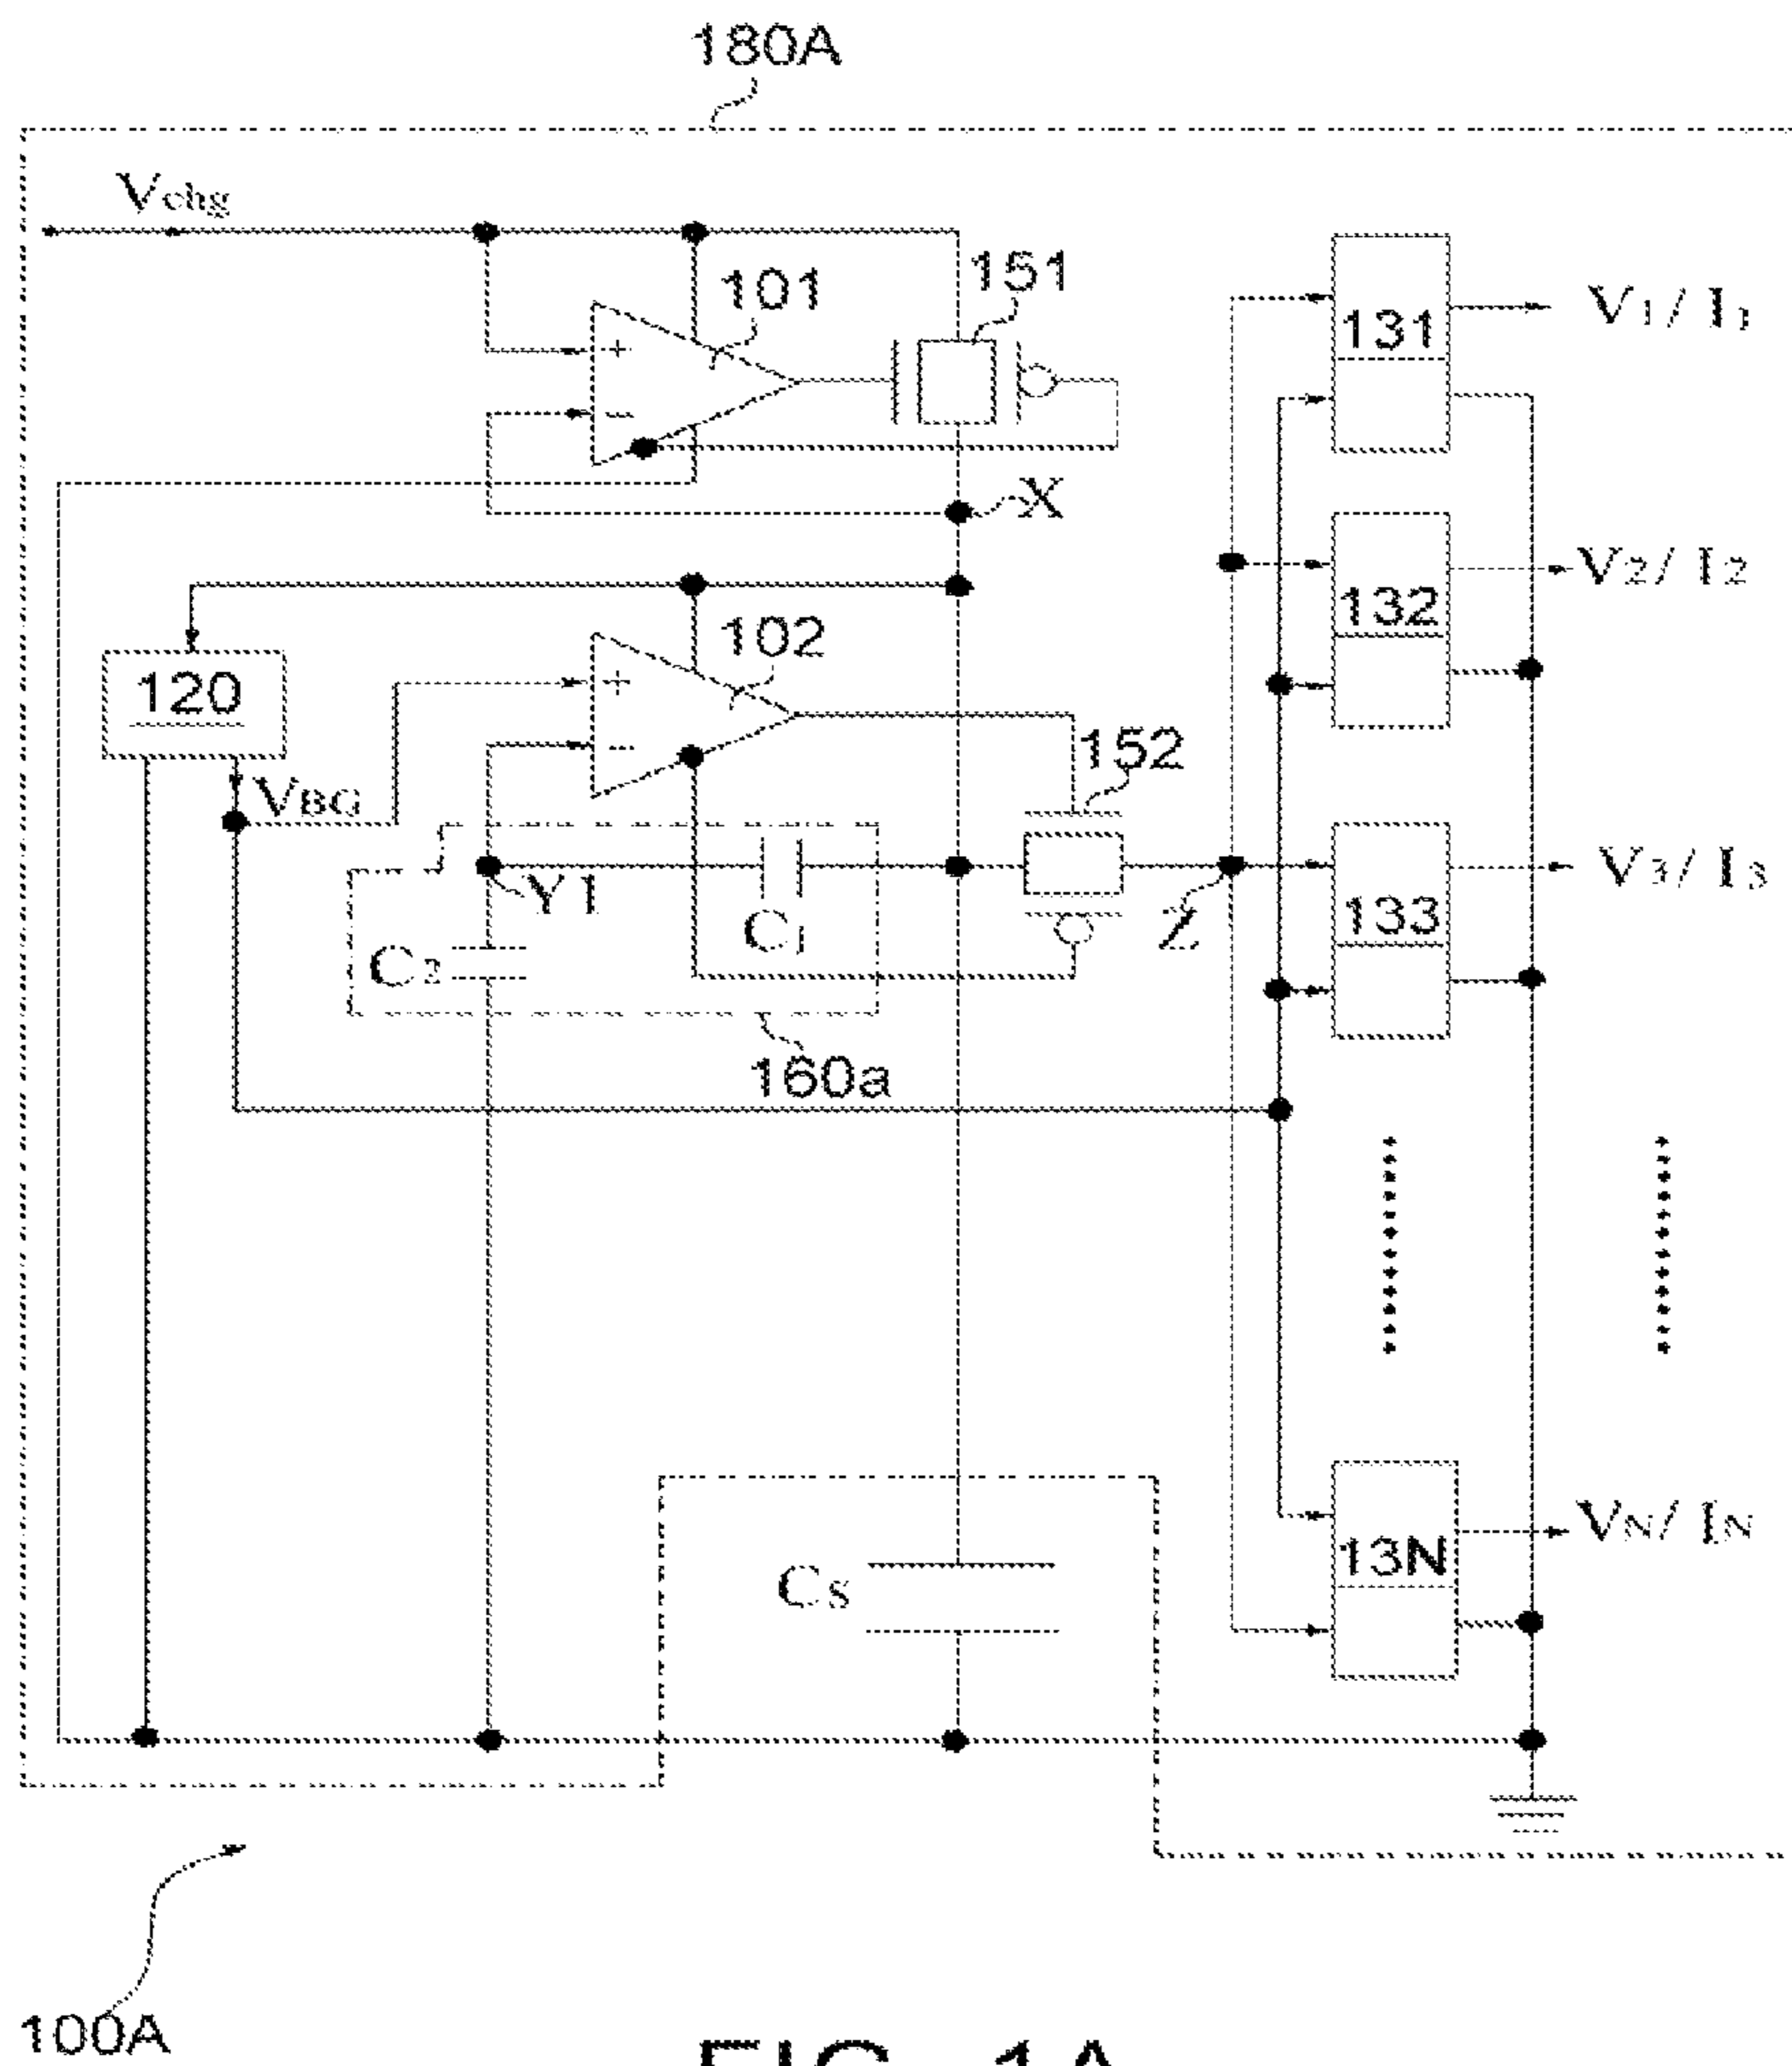 180A
Vchg
101
151
+
−
X
131
V1/ I1
132
V2/ I2
120
102
+
−
VBG
152
Y1
C1
C2
Z
133
V3/ I3
160a
CS
13N
VN/ IN
100A
FIG. 1A